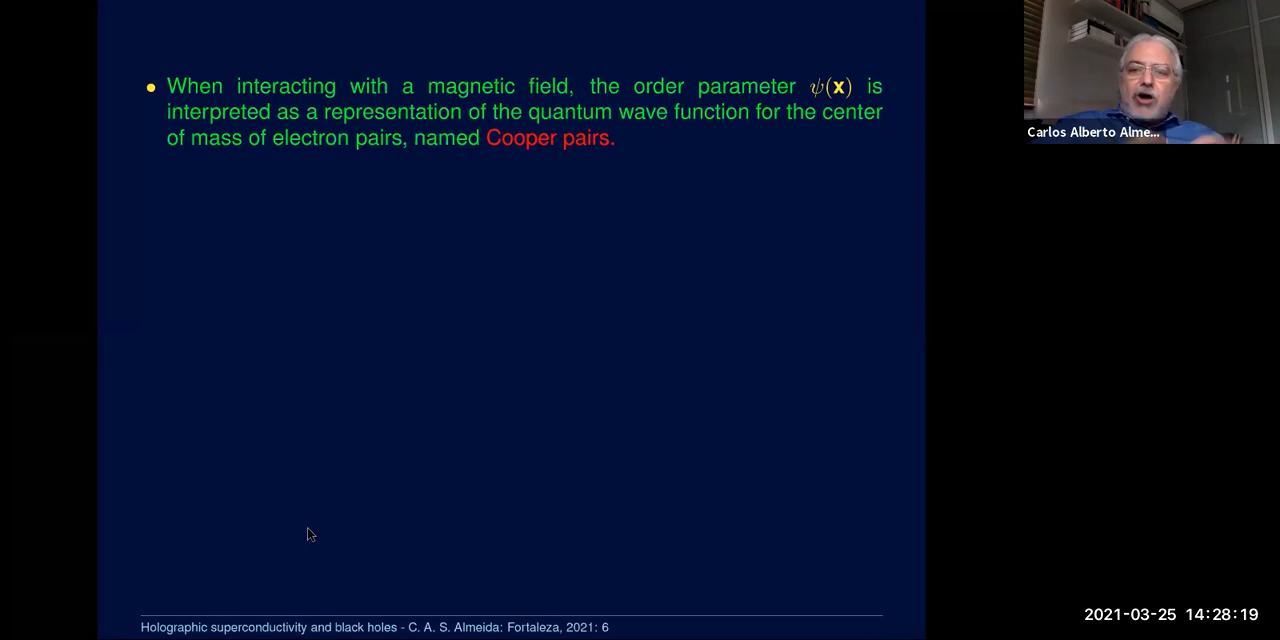 • When interacting with a magnetic field, the order parameter ψ(x) is
interpreted as a representation of the quantum wave function for the center
of mass of electron pairs, named Cooper pairs.
Carlos Alberto Alme...
Holographic superconductivity and black holes - C. A. S. Almeida: Fortaleza, 2021: 6
2021-03-25 14:28:19